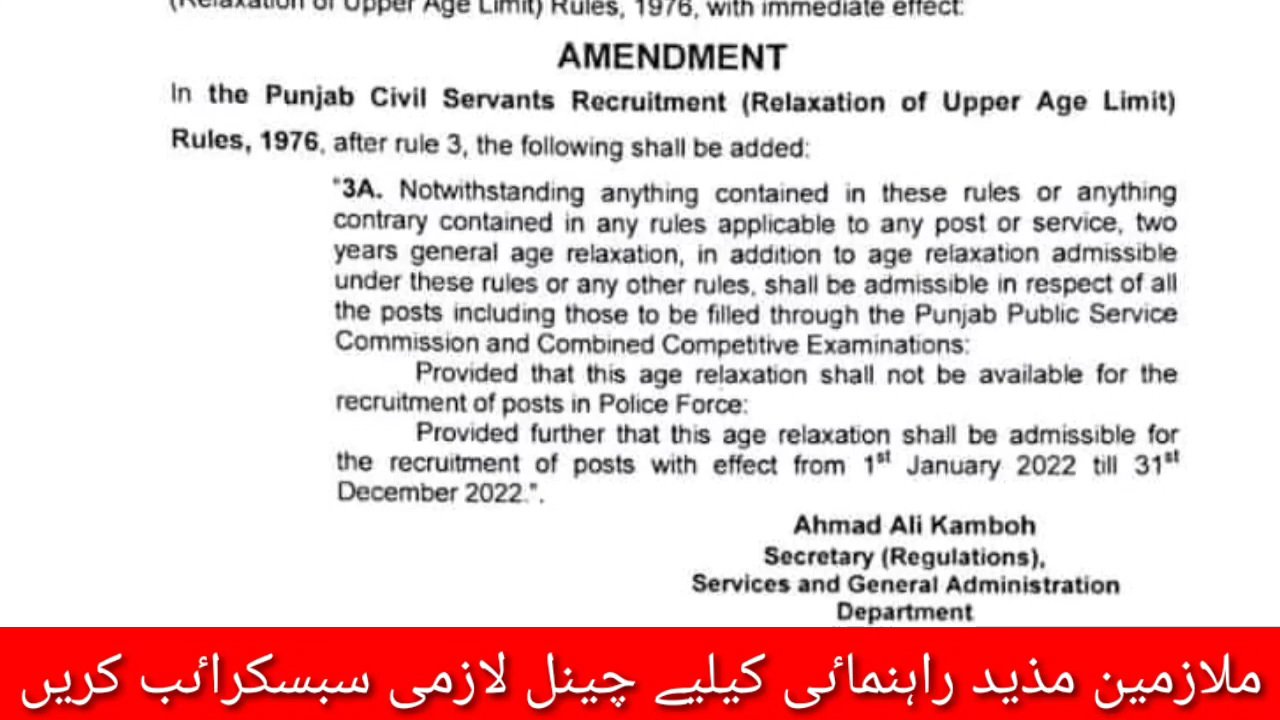 (Relaxation of Upper Age Limit) Rules, 1976, with immediate effect:
AMENDMENT
In the Punjab Civil Servants Recruitment (Relaxation of Upper Age Limit)
Rules, 1976, after rule 3, the following shall be added:
"3A. Notwithstanding anything contained in these rules or anything
contrary contained in any rules applicable to any post or service, two
years general age relaxation, in addition to age relaxation admissible
under these rules or any other rules, shall be admissible in respect of all
the posts including those to be filled through the Punjab Public Service
Commission and Combined Competitive Examinations:
Provided that this age relaxation shall not be available for the
recruitment of posts in Police Force:
Provided further that this age relaxation shall be admissible for
the recruitment of posts with effect from 1st January 2022 till 31st
December 2022.".
Ahmad Ali Kamboh
Secretary (Regulations),
Services and General Administration
Department
ملازمین مذید راہنمائی کیلیے چینل لازمی سبسکرائب کریں